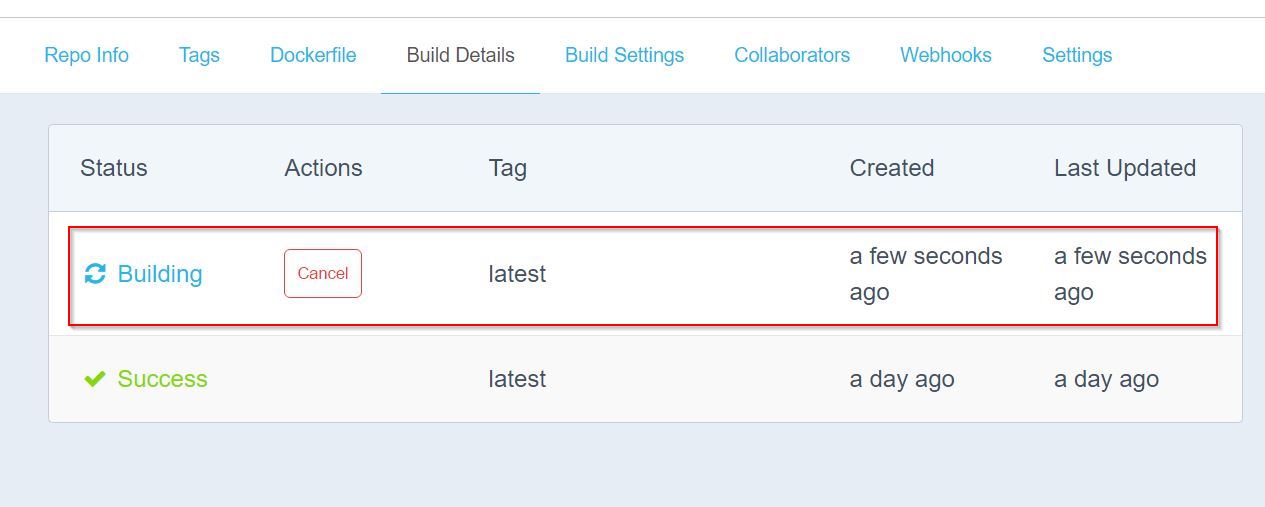 Repo Info Tags Dockerfile Build Details Build Settings Collaborators Webhooks Settings
Status Actions Tag Created Last Updated
Building Cancel latest a few seconds ago a few seconds ago
Success latest a day ago a day ago